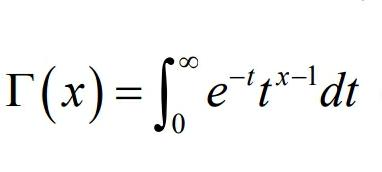 Γ(x) = ∫₀^∞ e^{-t} t^{x-1} dt